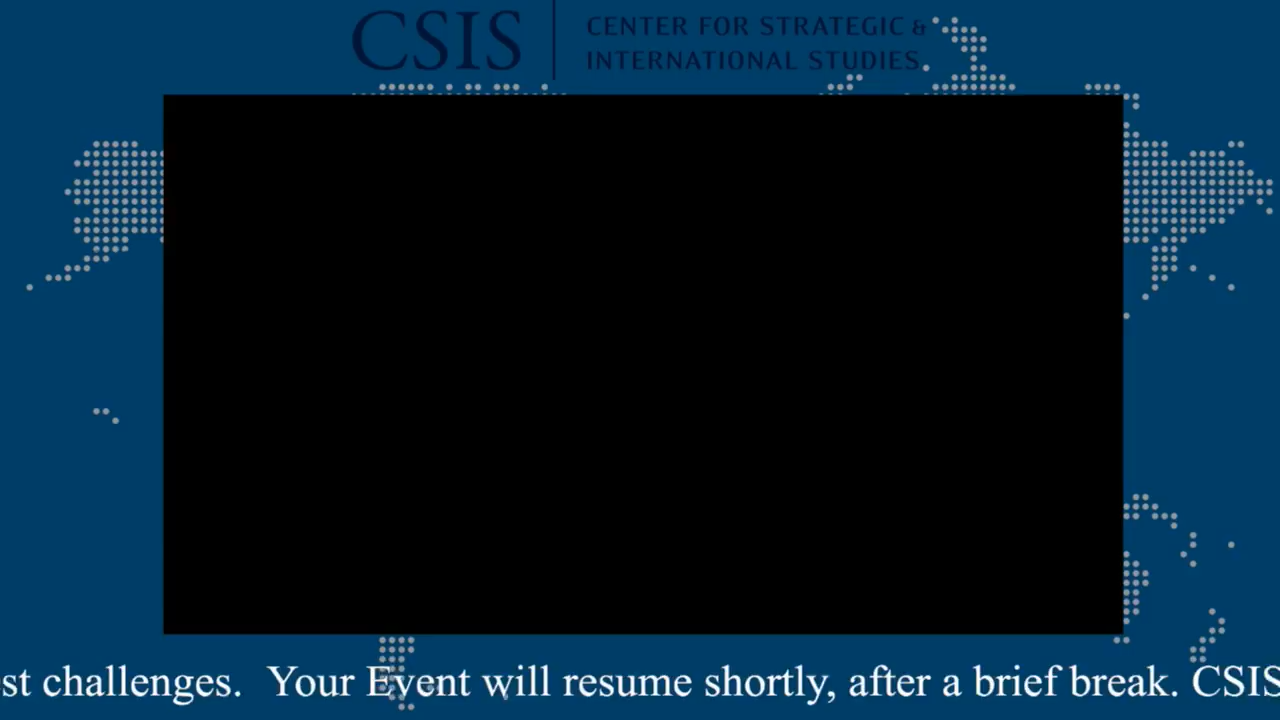 CSIS
CENTER FOR STRATEGIC &
INTERNATIONAL STUDIES
st challenges. Your Event will resume shortly, after a brief break. CSIS